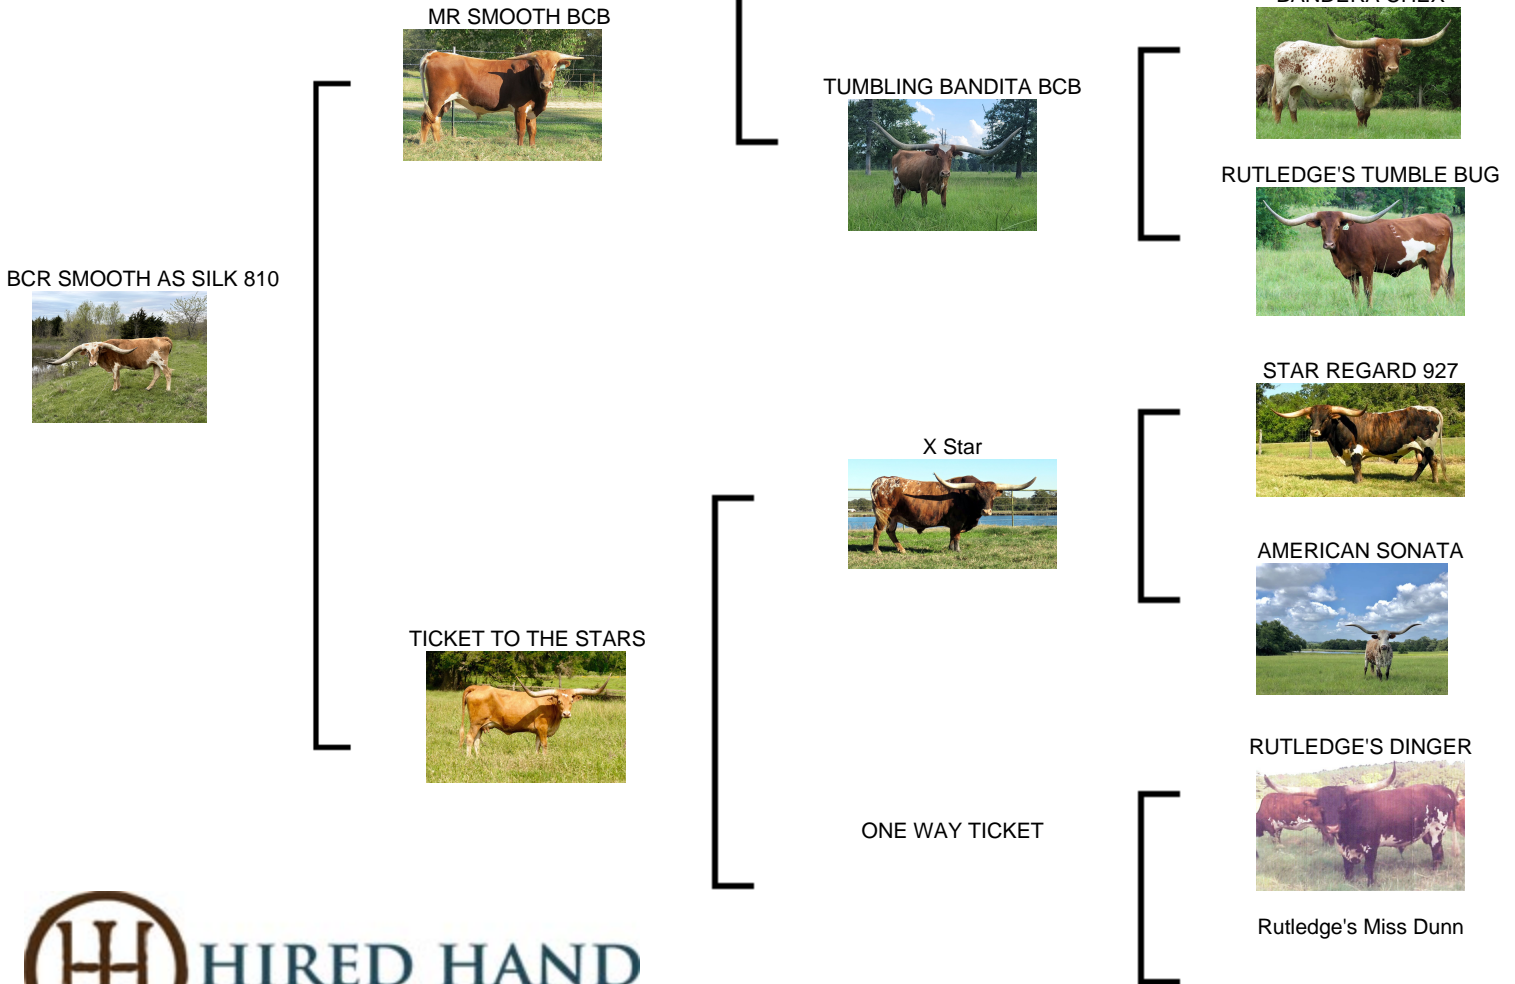 MR SMOOTH BCB
TUMBLING BANDITA BCB
RUTLEDGE'S TUMBLE BUG
BCR SMOOTH AS SILK 810
STAR REGARD 927
X Star
AMERICAN SONATA
TICKET TO THE STARS
RUTLEDGE'S DINGER
ONE WAY TICKET
Rutledge's Miss Dunn
HIRED HAND